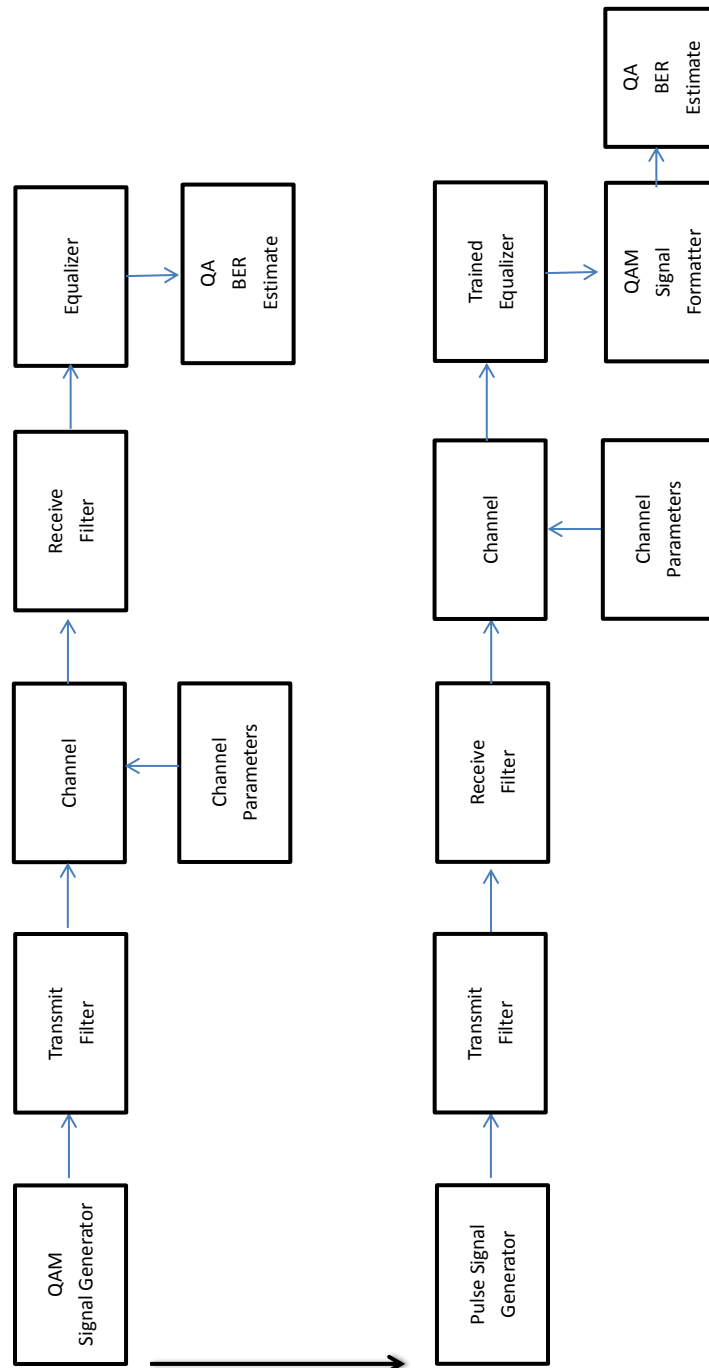 QAM
Signal Generator
Transmit
Filter
Channel
Channel
Parameters
Receive
Filter
Equalizer
QA
BER
Estimate
Pulse Signal
Generator
Transmit
Filter
Receive
Filter
Channel
Channel
Parameters
Trained
Equalizer
QAM
Signal
Formatter
QA
BER
Estimate